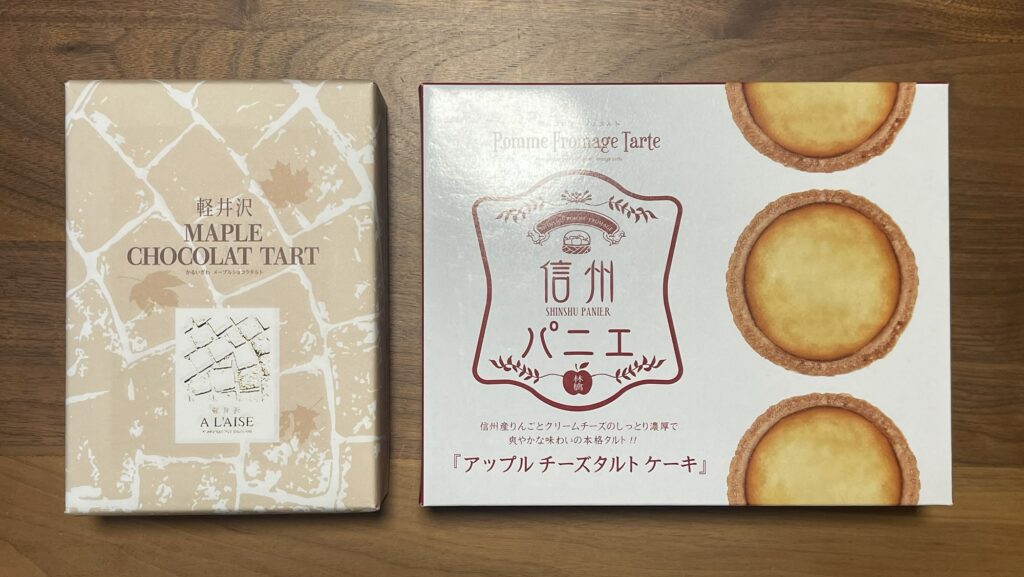 軽井沢
MAPLE
CHOCOLAT TART
かるいざわ メープルショコラタルト
軽井沢
A L'AISE
Pomme Fromage Tarte
信州
SHINSHU PANIER
パニエ
林檎
信州産りんごとクリームチーズのしっとり濃厚で
爽やかな味わいの本格タルト!!
『アップル チーズタルト ケーキ』